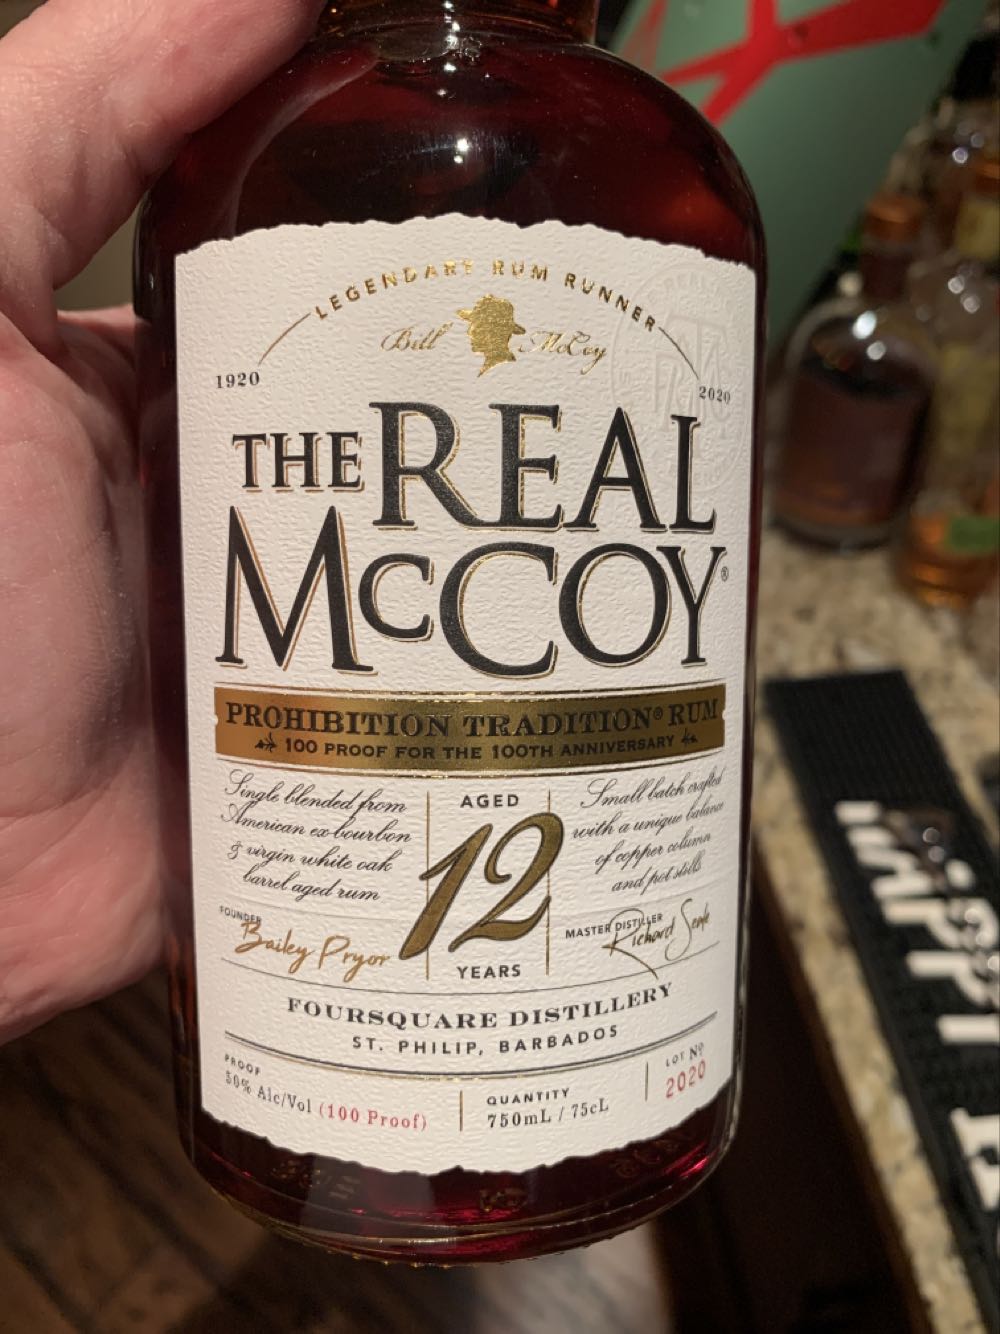 LEGENDARY RUM RUNNER
Bill McCoy
1920
2020
THE REAL
McCOY®
PROHIBITION TRADITION® RUM
100 PROOF FOR THE 100TH ANNIVERSARY
Single blended from
American ex-bourbon
& virgin white oak
barrel aged rum
AGED
12
YEARS
Small batch crafted
with a unique balance
of copper column
and pot stills
FOUNDER
Bailey Pryor
MASTER DISTILLER
Richard Seale
FOURSQUARE DISTILLERY
ST. PHILIP, BARBADOS
PROOF
50% Alc/Vol (100 Proof)
QUANTITY
750mL / 75cL
LOT Nº
2020